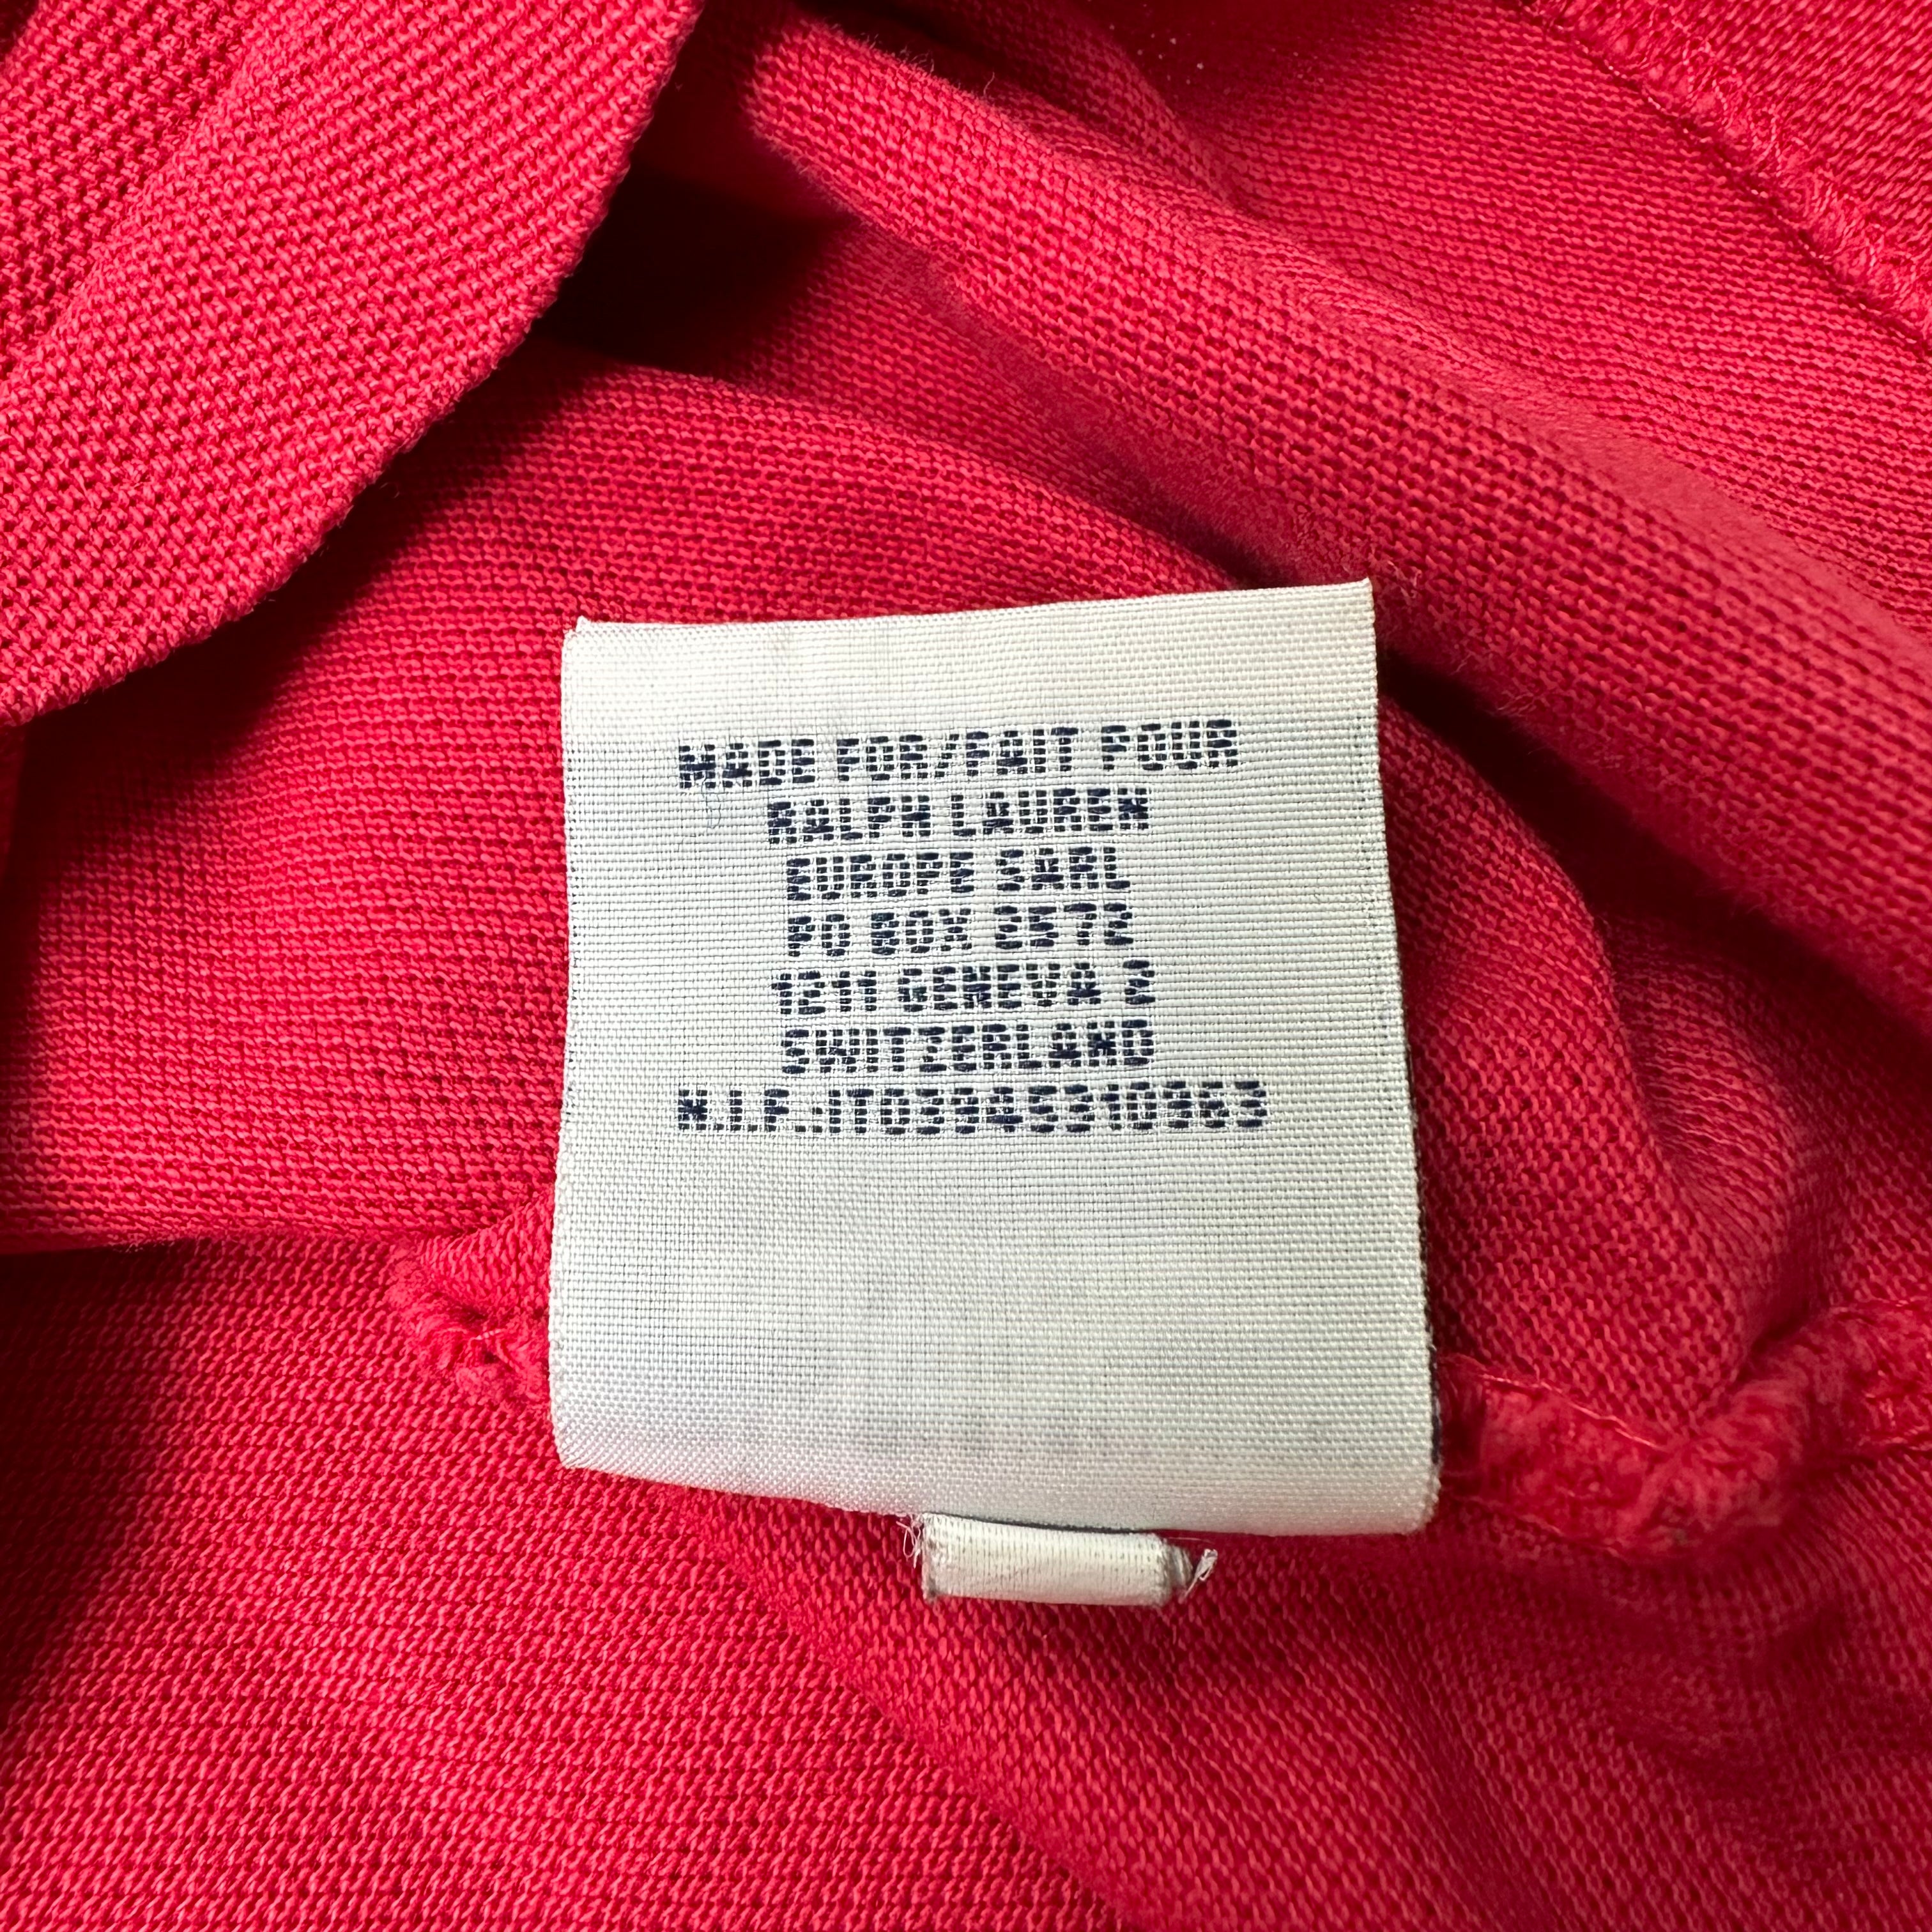 MADE FOR/FAIT POUR
RALPH LAUREN
EUROPE SARL
PO BOX 2572
1211 GENEVA 2
SWITZERLAND
N.I.F.:IT03945310963